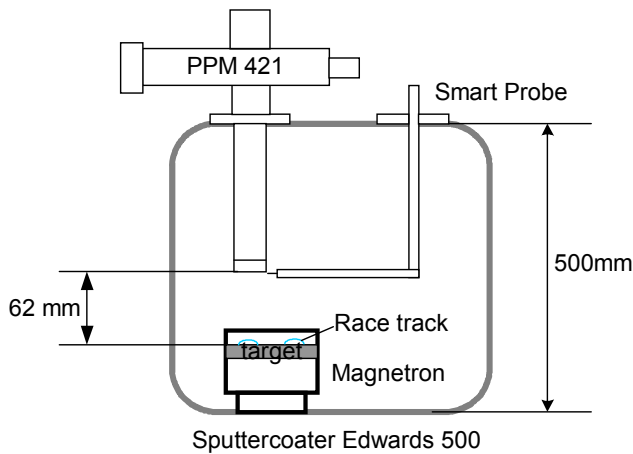 PPM 421
Smart Probe
500mm
62 mm
Race track
target
Magnetron
Sputtercoater Edwards 500